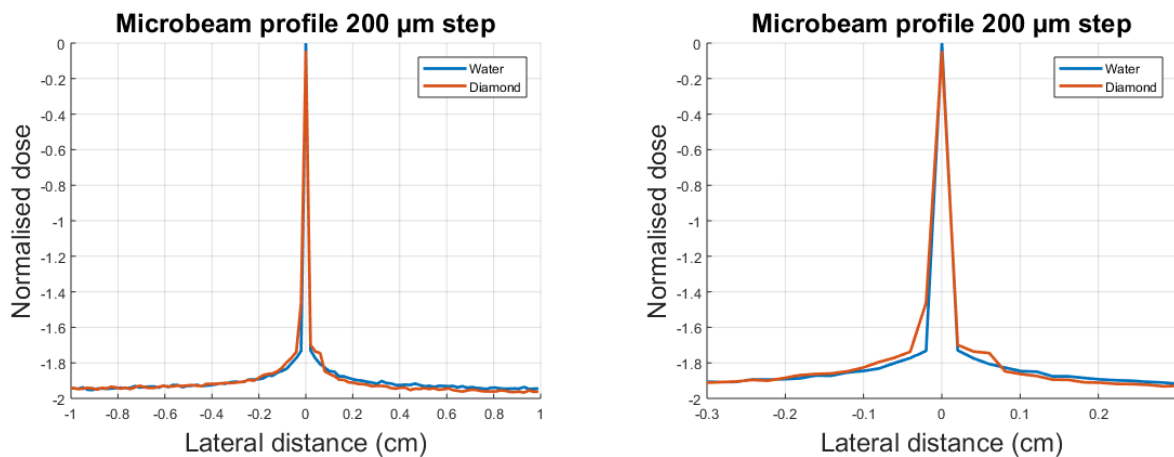 Microbeam profile 200 µm step
0
-0.2
-0.4
-0.6
-0.8
-1
-1.2
-1.4
-1.6
-1.8
-2
Normalised dose
Water
Diamond
-1 -0.8 -0.6 -0.4 -0.2 0 0.2 0.4 0.6 0.8 1
Lateral distance (cm)
Microbeam profile 200 µm step
0
-0.2
-0.4
-0.6
-0.8
-1
-1.2
-1.4
-1.6
-1.8
-2
Normalised dose
Water
Diamond
-0.3 -0.2 -0.1 0 0.1 0.2
Lateral distance (cm)